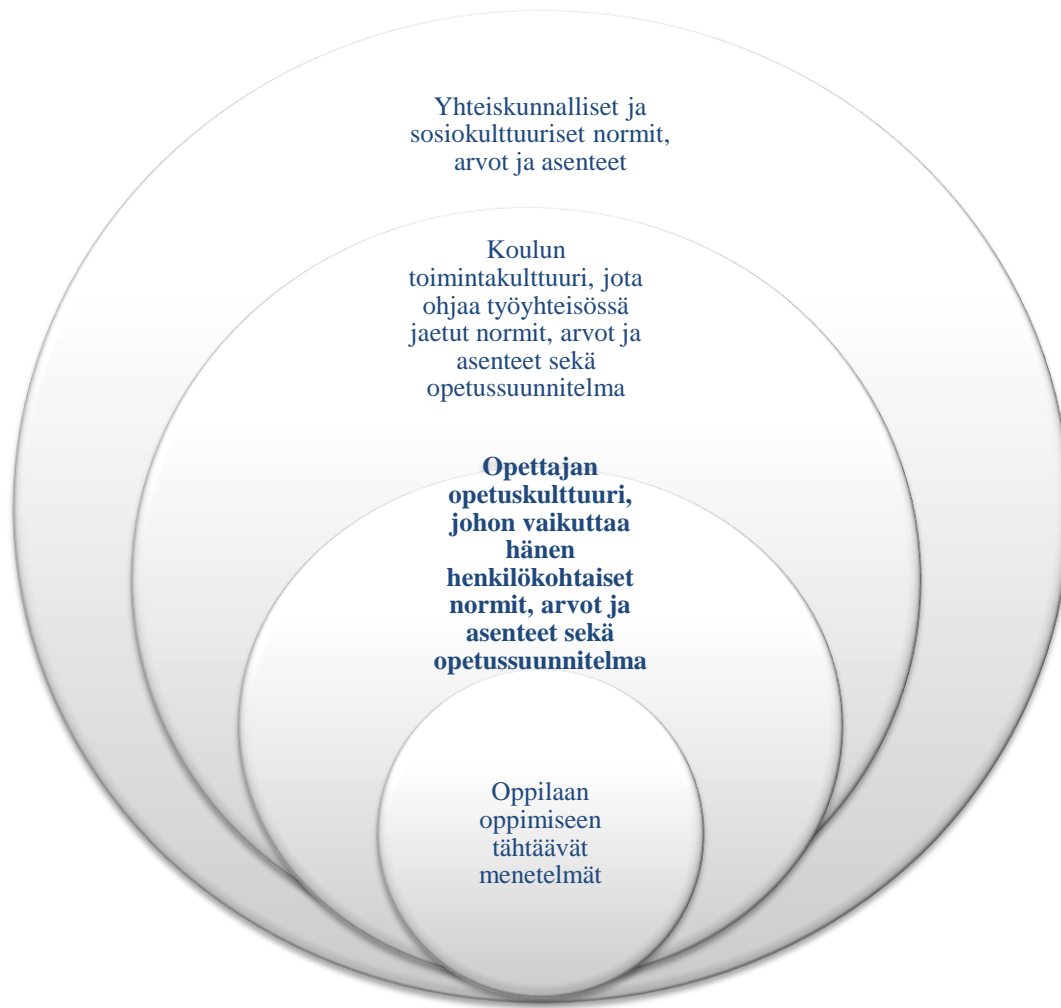 Yhteiskunnalliset ja
sosiokulttuuriset normit,
arvot ja asenteet
Koulun
toimintakulttuuri, jota
ohjaa työyhteisössä
jaetut normit, arvot ja
asenteet sekä
opetussuunnitelma
Opettajan
opetuskulttuuri,
johon vaikuttaa
hänen
henkilökohtaiset
normit, arvot ja
asenteet sekä
opetussuunnitelma
Oppilaan
oppimiseen
tähtäävät
menetelmät